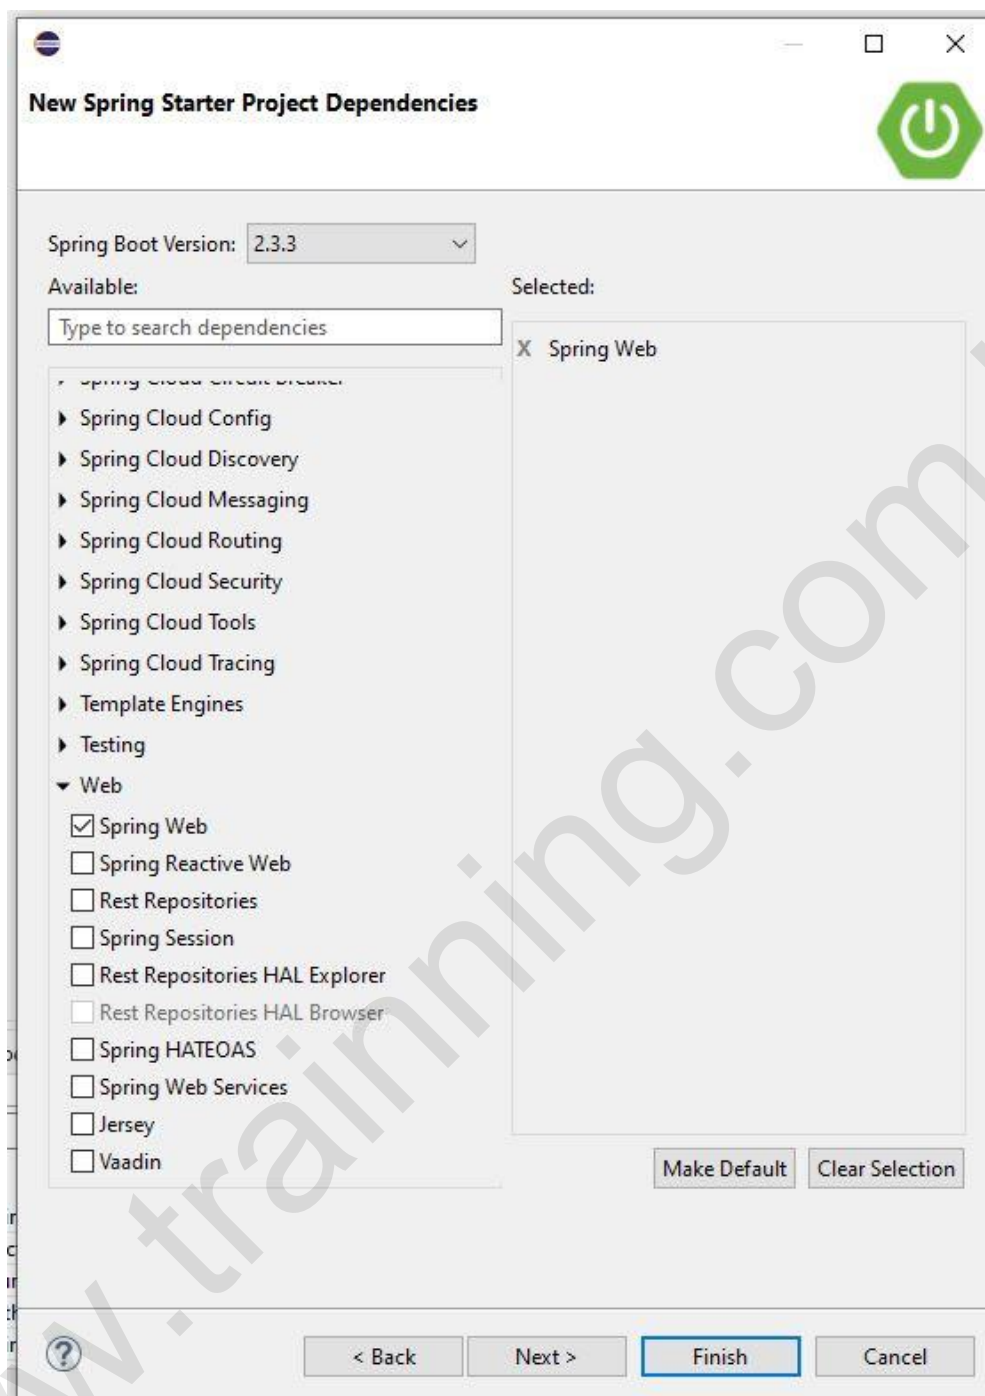 New Spring Starter Project Dependencies
Spring Boot Version: 2.3.3
Available:
Selected:
Type to search dependencies
X Spring Web
Spring Cloud Circuit Breaker
Spring Cloud Config
Spring Cloud Discovery
Spring Cloud Messaging
Spring Cloud Routing
Spring Cloud Security
Spring Cloud Tools
Spring Cloud Tracing
Template Engines
Testing
Web
Spring Web
Spring Reactive Web
Rest Repositories
Spring Session
Rest Repositories HAL Explorer
Rest Repositories HAL Browser
Spring HATEOAS
Spring Web Services
Jersey
Vaadin
Make Default Clear Selection
? < Back Next > Finish Cancel
w.trainning.com